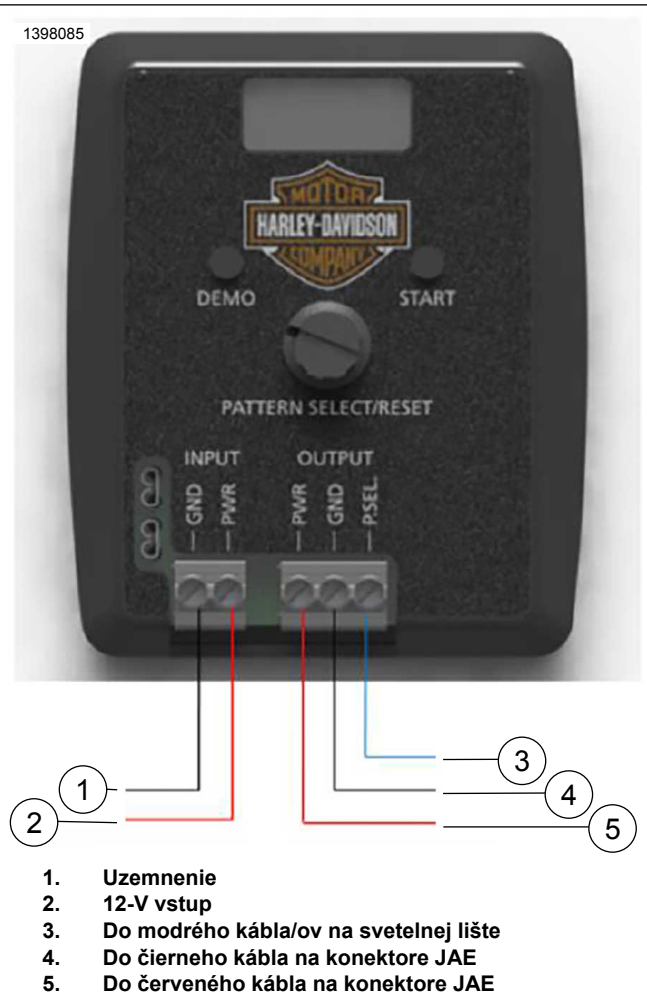 1398085
MOTOR
HARLEY-DAVIDSON
COMPANY
DEMO
START
PATTERN SELECT/RESET
INPUT
OUTPUT
GND
PWR
PWR
GND
P.SEL.
1
2
3
4
5
1. Uzemnenie
2. 12-V vstup
3. Do modrého kábla/ov na svetelnej lište
4. Do čierneho kábla na konektore JAE
5. Do červeného kábla na konektore JAE